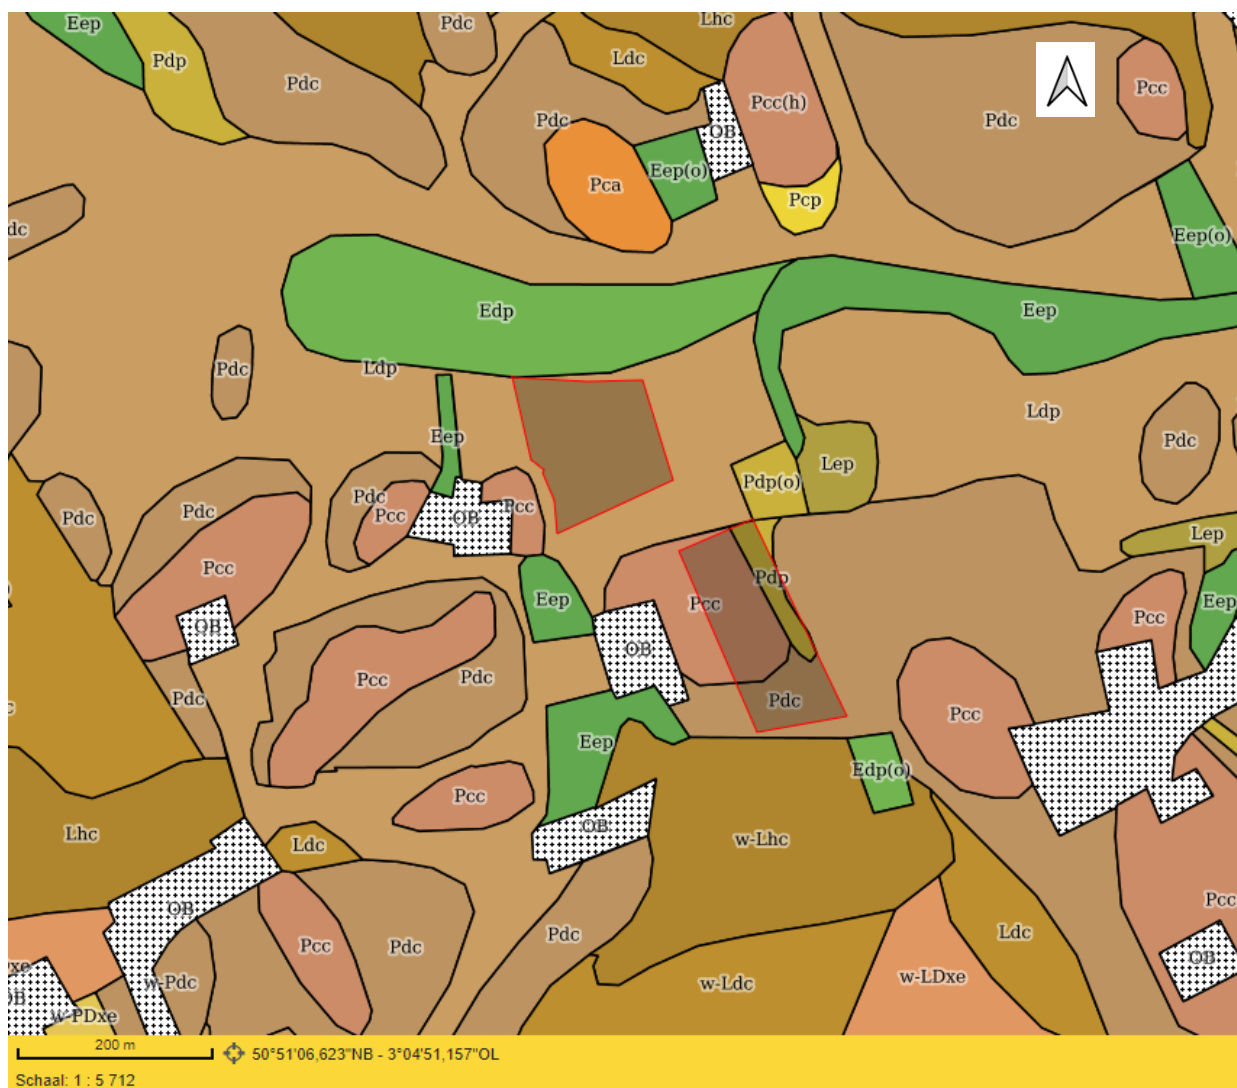 Eep
Pdc
Lhc
Pdp
Ldc
Pdc
Pcc(h)
Pcc
Pdc
OB
Pdc
Eep(o)
Pca
Pcp
dc
Eep(o)
Edp
Eep
Pdc
Ldp
Ldp
Eep
Pdc
Lep
Pdp(o)
Pdc
Pcc
Pdc
Pdc
Pcc
OB
Lep
Pcc
Pdp
Eep
Pcc
Eep
Pcc
OB
OB
Pcc
Pdc
Pdc
Pdc
Pcc
Eep
Edp(o)
Pcc
Lhc
OB
Ldc
w-Lhc
Pcc
OB
Pcc
Pdc
Pdc
Ldc
OB
xe
w-Pdc
w-Ldc
w-LDxe
OB
w-PDxe
200 m
50°51'06,623"NB - 3°04'51,157"OL
Schaal: 1 : 5 712